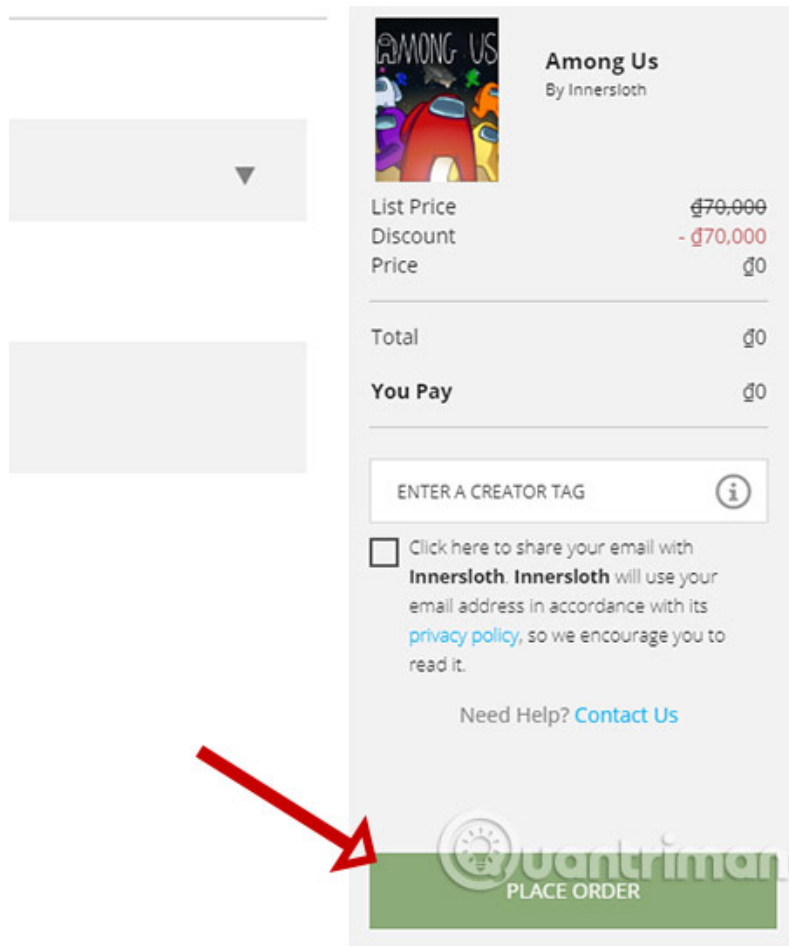 AMONG US
Among Us
By Innersloth
List Price ₫70,000
Discount - ₫70,000
Price ₫0
Total ₫0
You Pay ₫0
ENTER A CREATOR TAG
Click here to share your email with
Innersloth. Innersloth will use your
email address in accordance with its
privacy policy, so we encourage you to
read it.
Need Help? Contact Us
Quantriman
PLACE ORDER